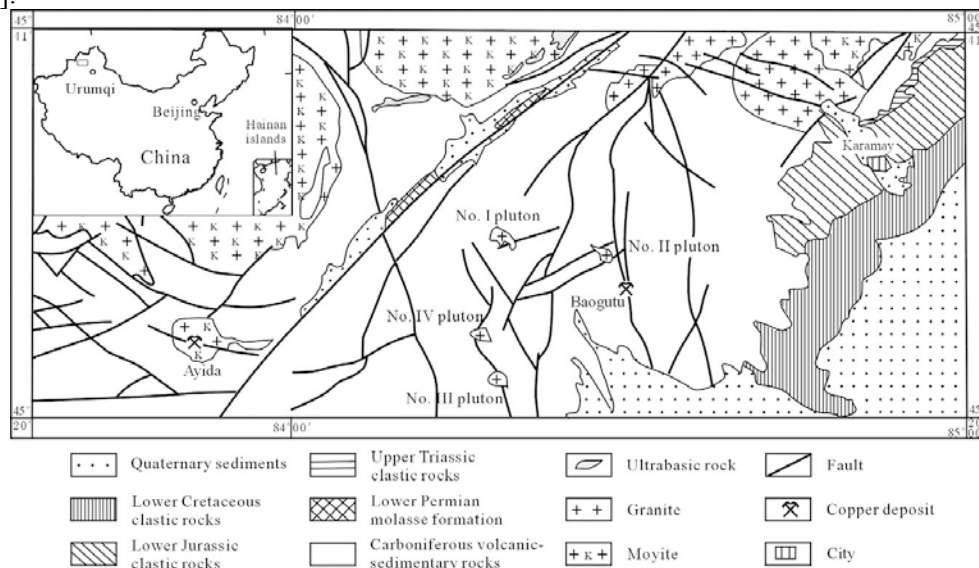 ].
45°
41′
84°00′
85°00′
45°
41′
Urumqi
Beijing
Hainan
islands
China
K
Karamay
No. I pluton
No. II pluton
Baogutu
No. IV pluton
Ayida
No. III pluton
45°
20′
84°00′
85°00′
45°
20′
Quaternary sediments
Lower Cretaceous
clastic rocks
Lower Jurassic
clastic rocks
Upper Triassic
clastic rocks
Lower Permian
molasse formation
Carboniferous volcanic-
sedimentary rocks
Ultrabasic rock
Granite
K
Moyite
Fault
Copper deposit
City